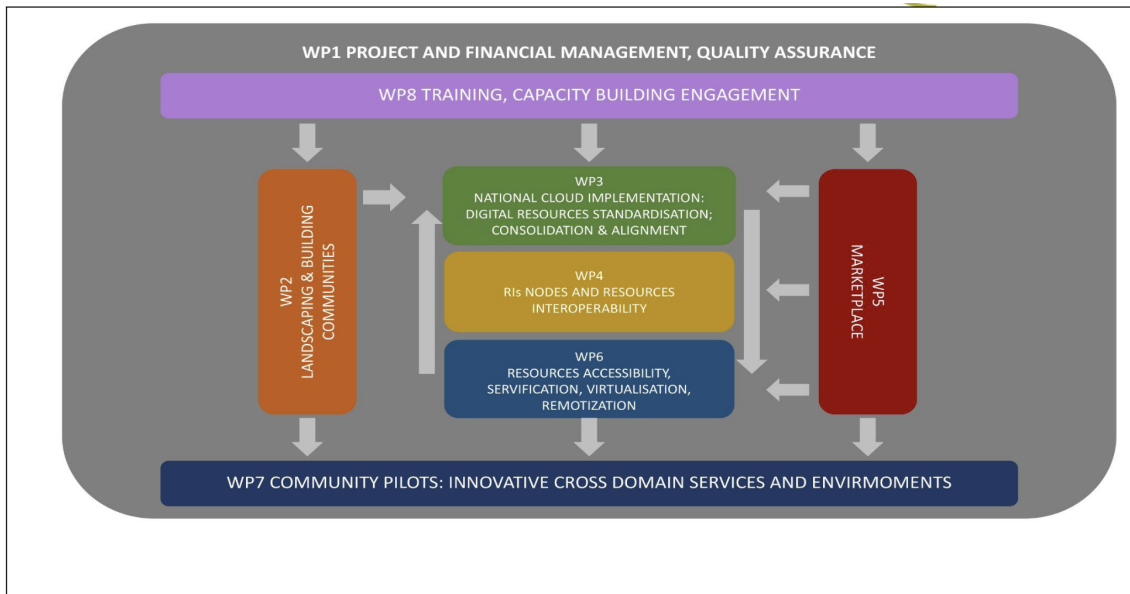 WP1 PROJECT AND FINANCIAL MANAGEMENT, QUALITY ASSURANCE
WP8 TRAINING, CAPACITY BUILDING ENGAGEMENT
WP2
LANDSCAPING & BUILDING
COMMUNITIES
WP3
NATIONAL CLOUD IMPLEMENTATION:
DIGITAL RESOURCES STANDARDISATION;
CONSOLIDATION & ALIGNMENT
WP4
RIs NODES AND RESOURCES
INTEROPERABILITY
WP6
RESOURCES ACCESSIBILITY,
SERVIFICATION, VIRTUALISATION,
REMOTIZATION
WP5
MARKETPLACE
WP7 COMMUNITY PILOTS: INNOVATIVE CROSS DOMAIN SERVICES AND ENVIRMOMENTS